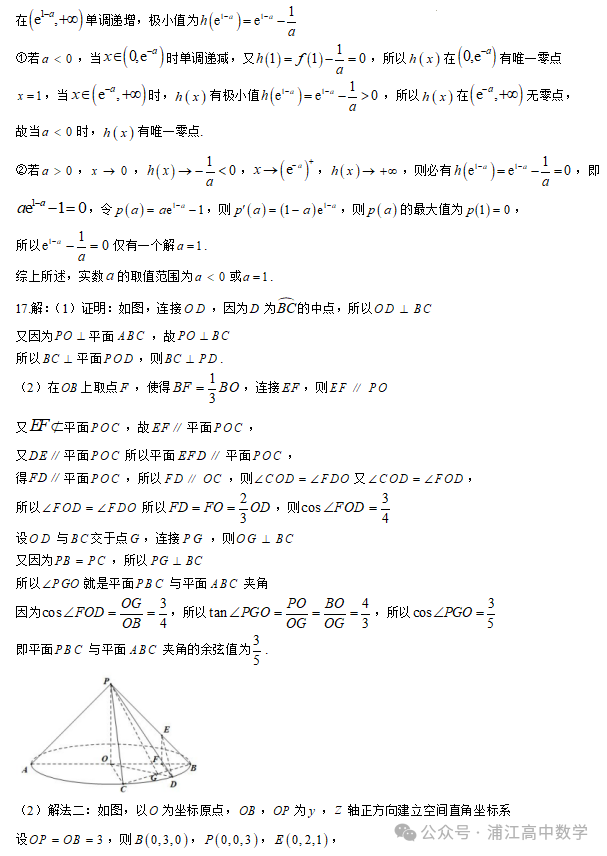 在(e^{1-a},+∞)单调递增，极小值为h(e^{1-a})=e^{1-a}-\frac{1}{a}
①若a<0，当x∈(0,e^{-a})时单调递减，又h(1)=f(1)-\frac{1}{a}=0，所以h(x)在(0,e^{-a})有唯一零点
x=1，当x∈(e^{-a},+∞)时，h(x)有极小值h(e^{1-a})=e^{1-a}-\frac{1}{a}>0，所以h(x)在(e^{-a},+∞)无零点，
故当a<0时，h(x)有唯一零点.
②若a>0，x→0，h(x)→-\frac{1}{a}<0，x→(e^{-a})^{+}，h(x)→+∞，则必有h(e^{1-a})=e^{1-a}-\frac{1}{a}=0，即
ae^{1-a}-1=0，令p(a)=ae^{1-a}-1，则p'(a)=(1-a)e^{1-a}，则p(a)的最大值为p(1)=0，
所以e^{1-a}-\frac{1}{a}=0仅有一个解a=1.
综上所述，实数a的取值范围为a<0或a=1.
17.解：（1）证明：如图，连接OD，因为D为\overset{⌢}{BC}的中点，所以OD⊥BC
又因为PO⊥平面ABC，故PO⊥BC
所以BC⊥平面POD，则BC⊥PD.
（2）在OB上取点F，使得BF=\frac{1}{3}BO，连接EF，则EF∥PO
又EF⊄平面POC，故EF∥平面POC，
又DE∥平面POC所以平面EFD∥平面POC，
得FD∥平面POC，所以FD∥OC，则∠COD=∠FDO又∠COD=∠FOD，
所以∠FOD=∠FDO所以FD=FO=\frac{2}{3}OD，则cos∠FOD=\frac{3}{4}
设OD与BC交于点G，连接PG，则OG⊥BC
又因为PB=PC，所以PG⊥BC
所以∠PGO就是平面PBC与平面ABC夹角
因为cos∠FOD=\frac{OG}{OB}=\frac{3}{4}，所以tan∠PGO=\frac{PO}{OG}=\frac{BO}{OG}=\frac{4}{3}，所以cos∠PGO=\frac{3}{5}
即平面PBC与平面ABC夹角的余弦值为\frac{3}{5}.
P
E
A
O
F
B
G
D
C
（2）解法二：如图，以O为坐标原点，OB，OP为y，Z轴正方向建立空间直角坐标系
设OP=OB=3，则B(0,3,0)，P(0,0,3)，E(0,2,1)，
公众号·浦江高中数学